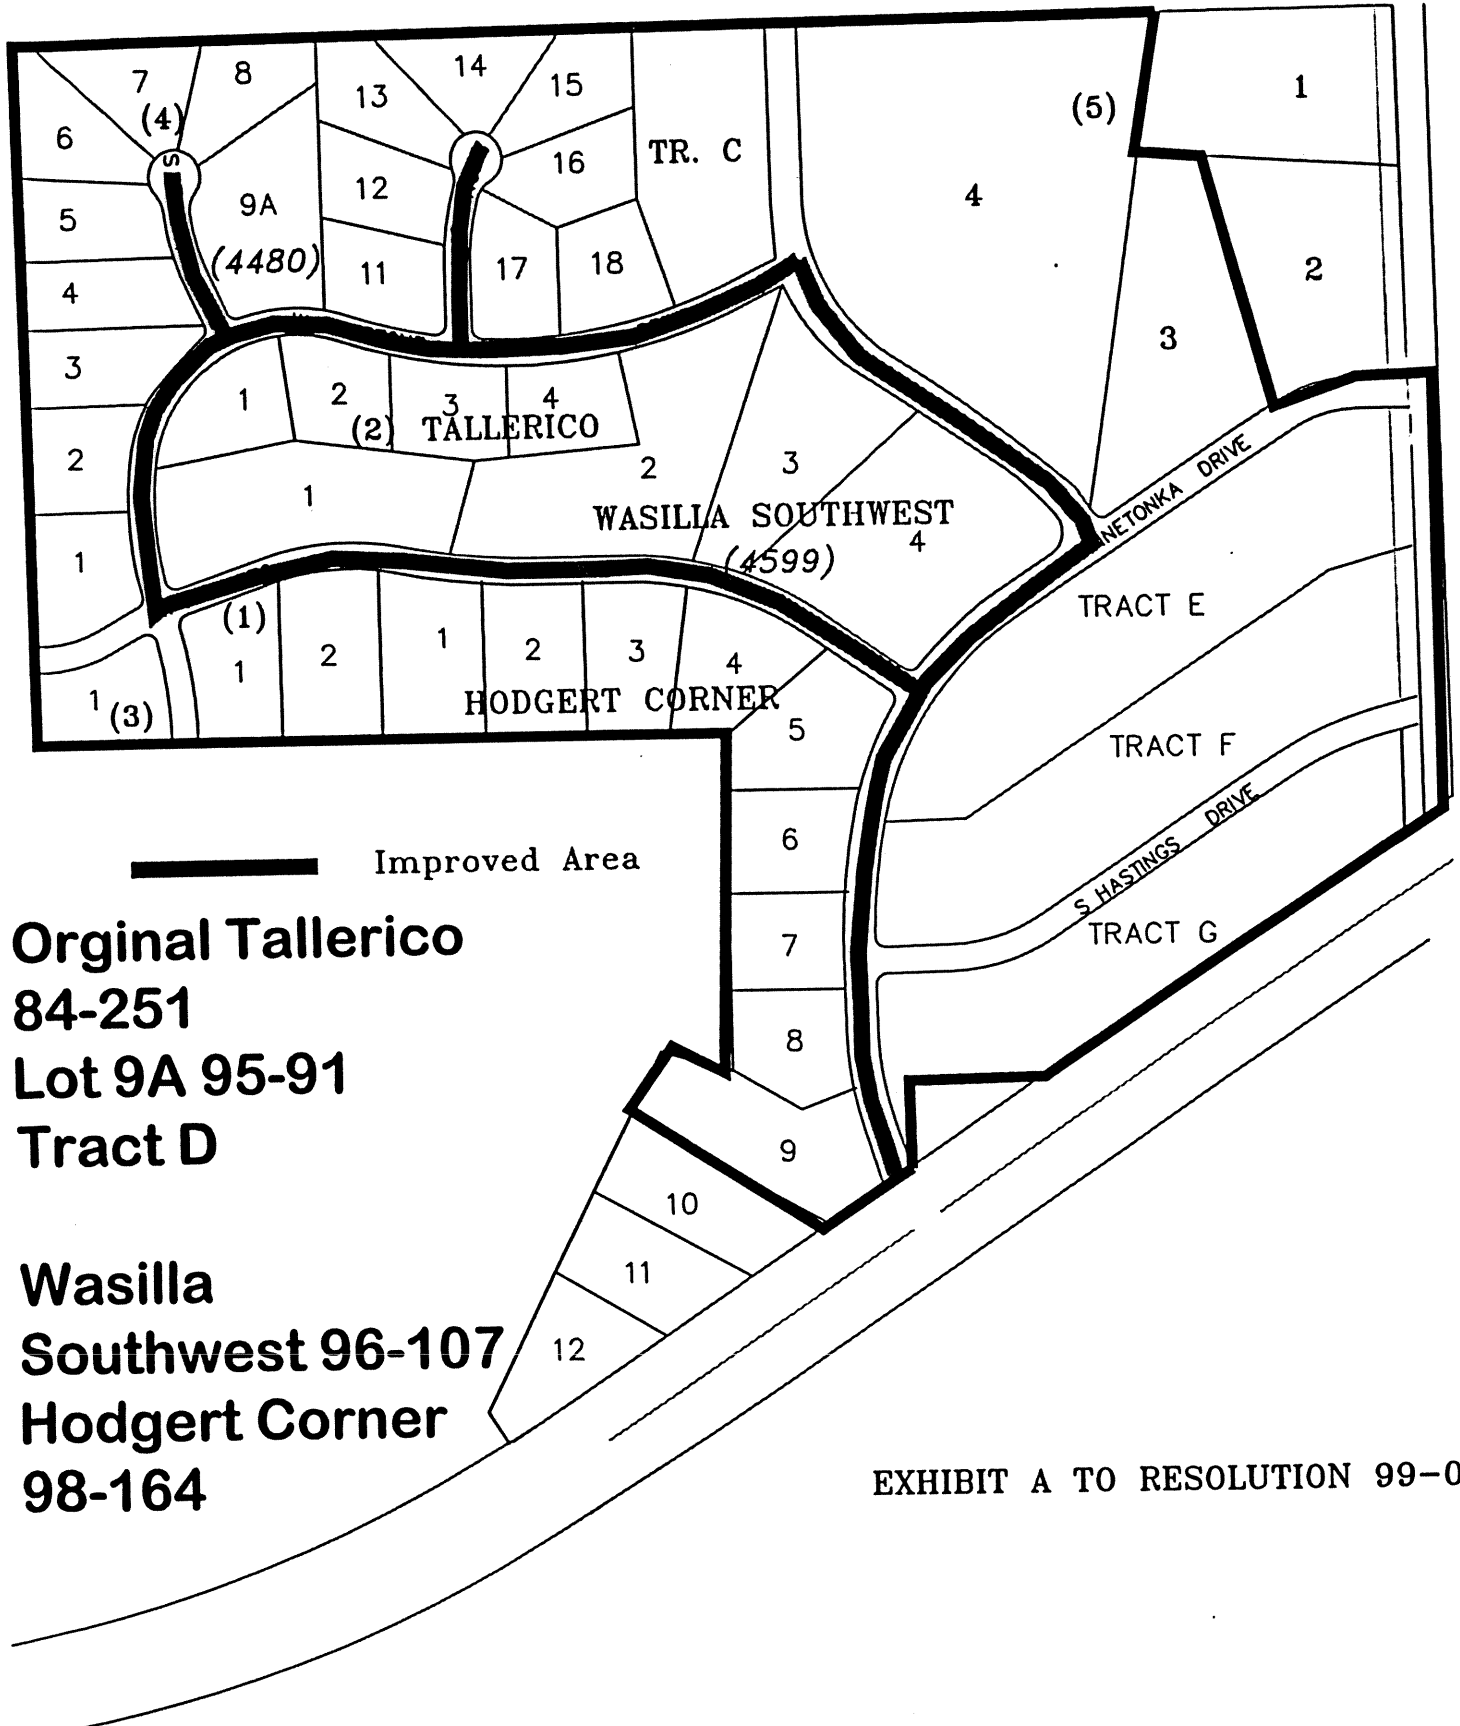 7
8
13
14
15
1
(4)
(5)
6
S
TR. C
16
12
4
9A
5
(4480)
11
17
18
2
4
3
3
1
2
3
4
(2) TALLERICO
2
2
3
1
WASILLA SOUTHWEST
4
(4599)
NETONKA DRIVE
1
TRACT E
(1)
1
2
1
2
3
4
1
(3)
HODGERT CORNER
5
TRACT F
S HASTINGS DRIVE
6
Improved Area
TRACT G
7
Orginal Tallerico
84-251
8
Lot 9A 95-91
Tract D
9
10
11
12
Wasilla
Southwest 96-107
Hodgert Corner
98-164
EXHIBIT A TO RESOLUTION 99-0